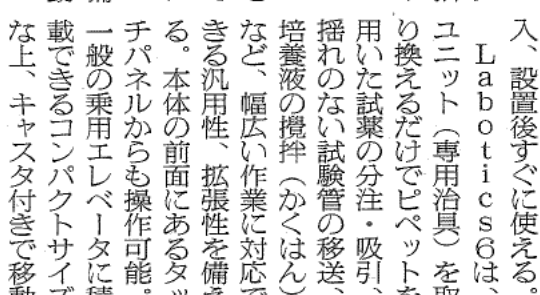 入、設置後すぐに使える。
Labotics6は、
ユニット(専用治具)を取
り換えるだけでピペットを
用いた試薬の分注・吸引、
揺れのない試験管の移送、
培養液の攪拌(かくはん)
など、幅広い作業に対応で
きる汎用性、拡張性を備え
る。本体の前面にあるタッ
チパネルからも操作可能。
一般の乗用エレベータに積
載できるコンパクトサイズ
な上、キャスタ付きで移動